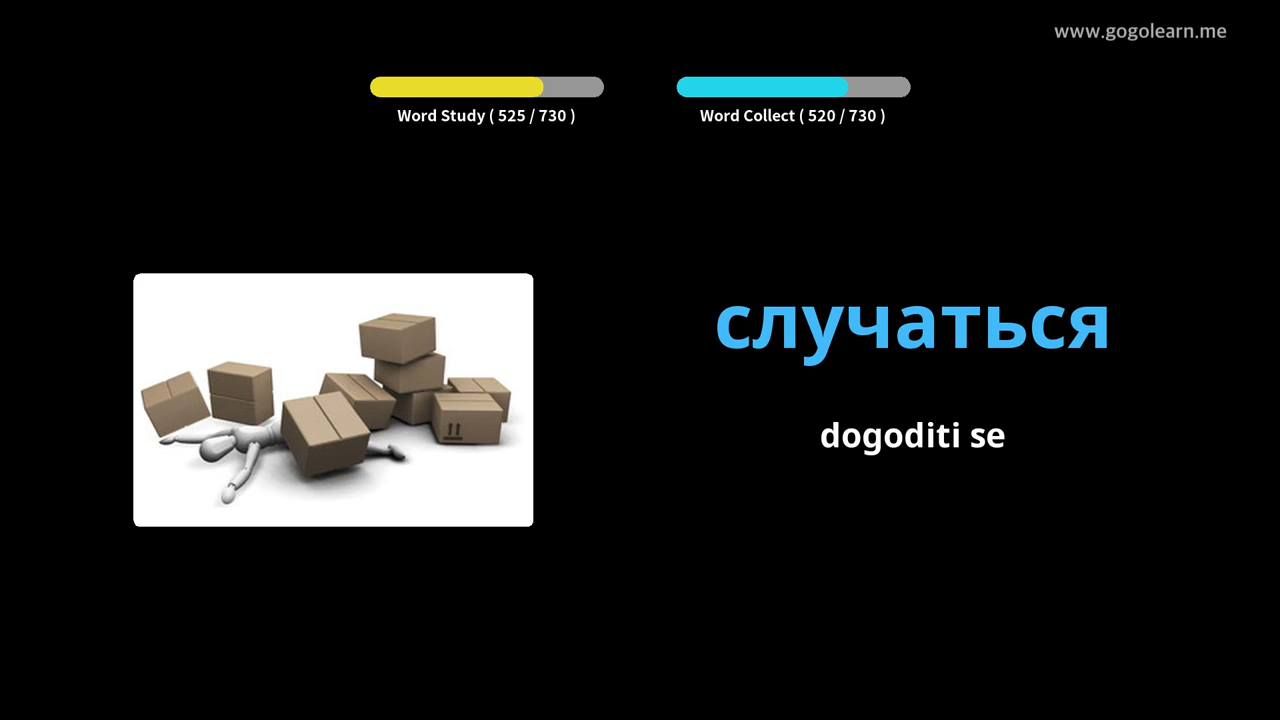 www.gogolearn.me
Word Study ( 525 / 730 )
Word Collect ( 520 / 730 )
случаться
dogoditi se